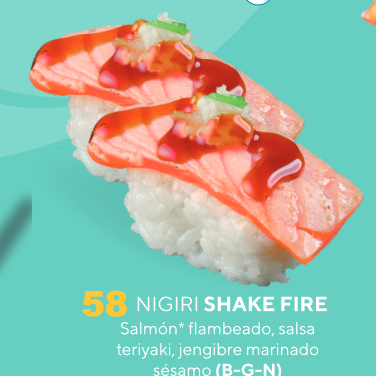 58 NIGIRI SHAKE FIRE
Salmón* flambeado, salsa
teriyaki, jengibre marinado
sésamo (B-G-N)